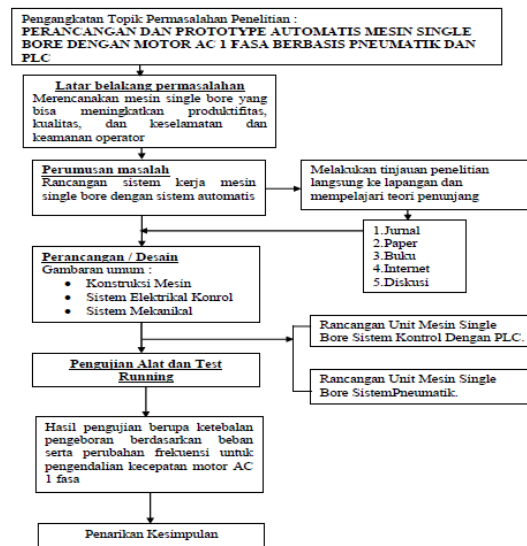 Pengangkatan Topik Permasalahan Penelitian :
PERANCANGAN DAN PROTOTYPE AUTOMATIS MESIN SINGLE
BORE DENGAN MOTOR AC 1 FASA BERBASIS PNEUMATIK DAN
PLC
Latar belakang permasalahan
Merencanakan mesin single bore yang
bisa meningkatkan produktifitas,
kualitas, dan keselamatan dan
keamanan operator
Perumusan masalah
Rancangan sistem kerja mesin
single bore dengan sistem automatis
Melakukan tinjauan penelitian
langsung ke lapangan dan
mempelajari teori penunjang
1.Jurnal
2.Paper
3.Buku
4.Internet
5.Diskusi
Perancangan / Desain
Gambaran umum :
• Konstruksi Mesin
• Sistem Elektrikal Konrol
• Sistem Mekanikal
Rancangan Unit Mesin Single
Bore Sistem Kontrol Dengan PLC.
Pengujian Alat dan Test
Running
Rancangan Unit Mesin Single
Bore SistemPneumatik.
Hasil pengujian berupa ketebalan
pengeboran berdasarkan beban
serta perubahan frekuensi untuk
pengendalian kecepatan motor AC
1 fasa
Penarikan Kesimpulan